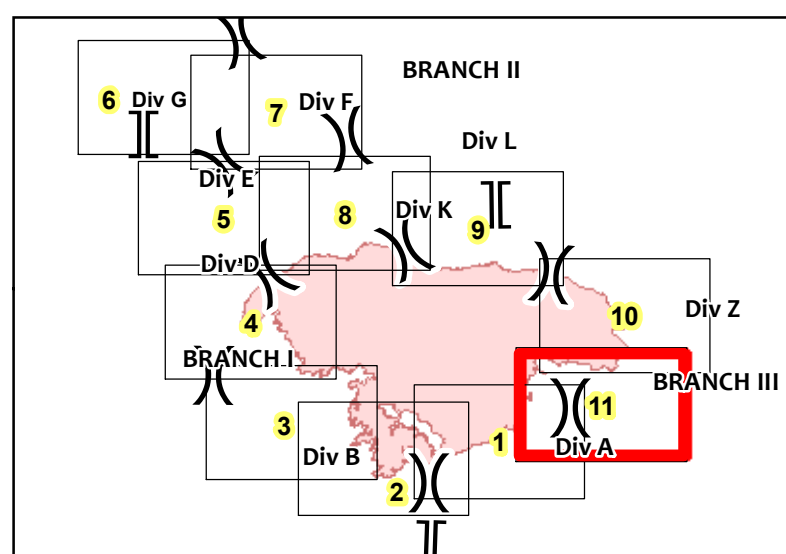 BRANCH II
6 Div G
7 Div F
Div L
Div E
5
8
Div K
9
Div D
4
10
Div Z
BRANCH I
BRANCH III
3
11
1
Div A
Div B
2